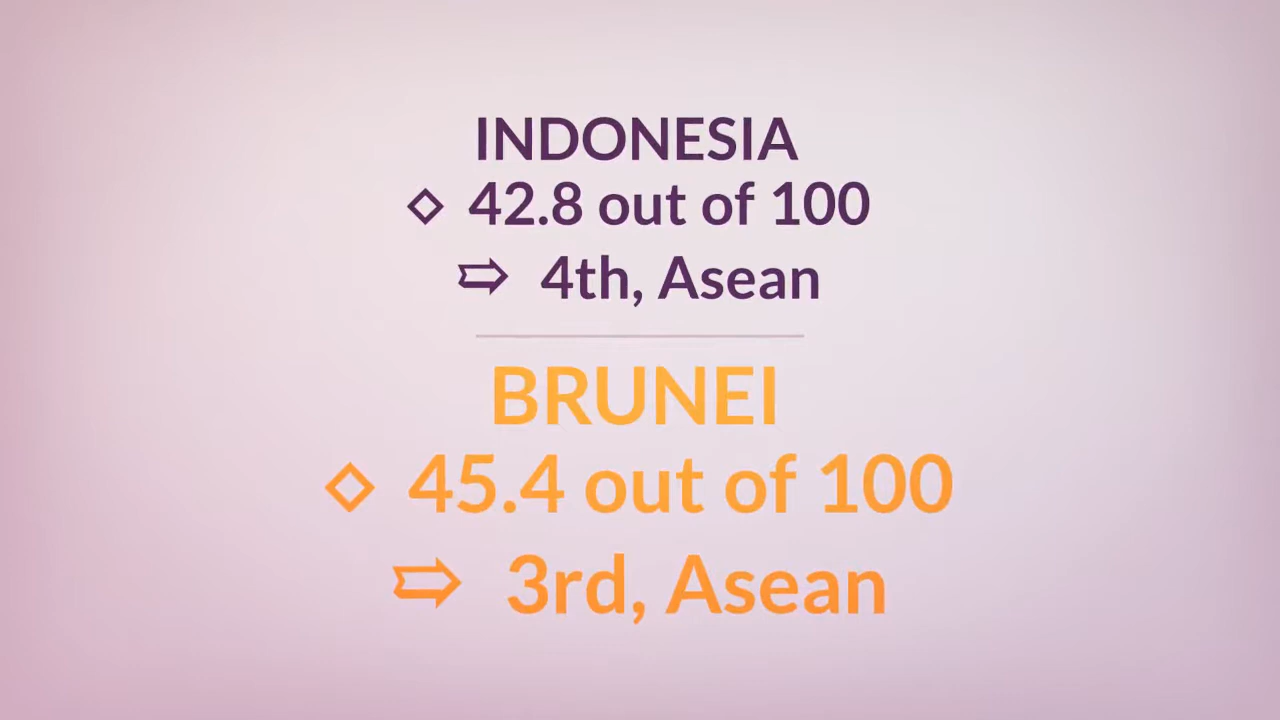 INDONESIA
◇ 42.8 out of 100
⇨ 4th, Asean
BRUNEI
◇ 45.4 out of 100
⇨ 3rd, Asean